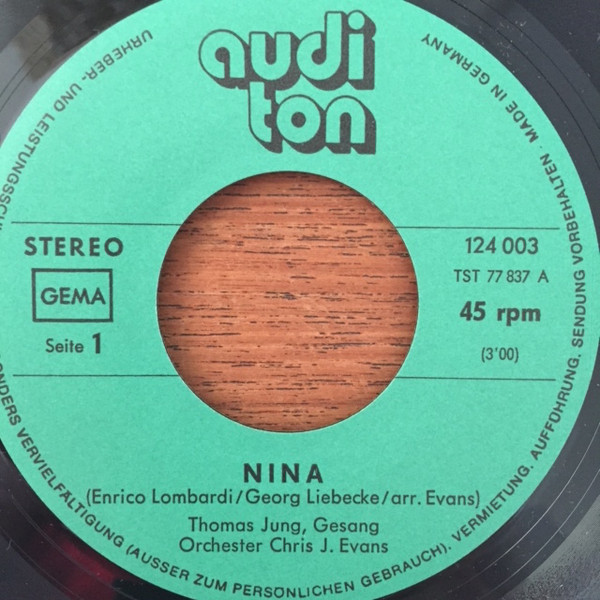 audi
ton
STEREO
GEMA
Seite 1
124 003
TST 77 837 A
45 rpm
(3'00)
NINA
(Enrico Lombardi/Georg Liebecke/arr. Evans)
Thomas Jung, Gesang
Orchester Chris J. Evans
URHEBER- UND
VERVIELFÄLTIGUNG (AUSSER ZUM PERSÖNLICHEN GEBRAUCH). VERMIETUNG. AUFFÜHRUNG. SENDUNG VORBEHALTEN · MADE IN GERMANY